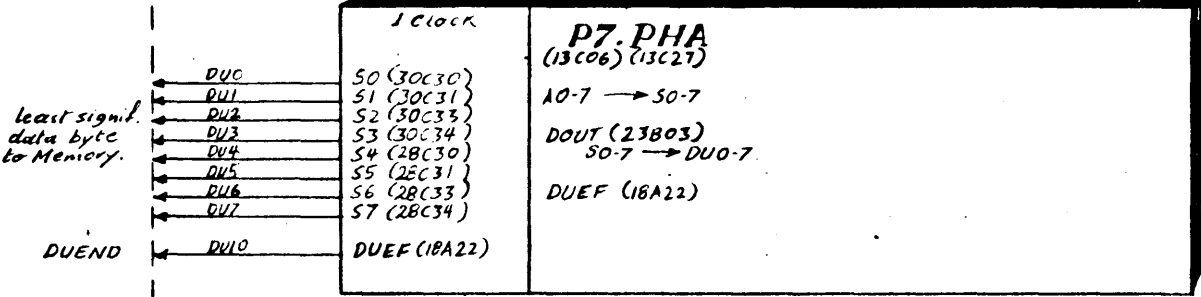 1 Clock
P7. PHA
(13C06) (13C27)
DU0 S0 (30C30)
DU1 S1 (30C31) A0-7 → S0-7
least signif. DU2 S2 (30C33)
data byte DU3 S3 (30C34) DOUT (23B03)
to Memory. DU4 S4 (28C30) S0-7 → DU0-7
DU5 S5 (28C31)
DU6 S6 (28C33) DUEF (18A22)
DU7 S7 (28C34)
DUEND DU10 DUEF (18A22)